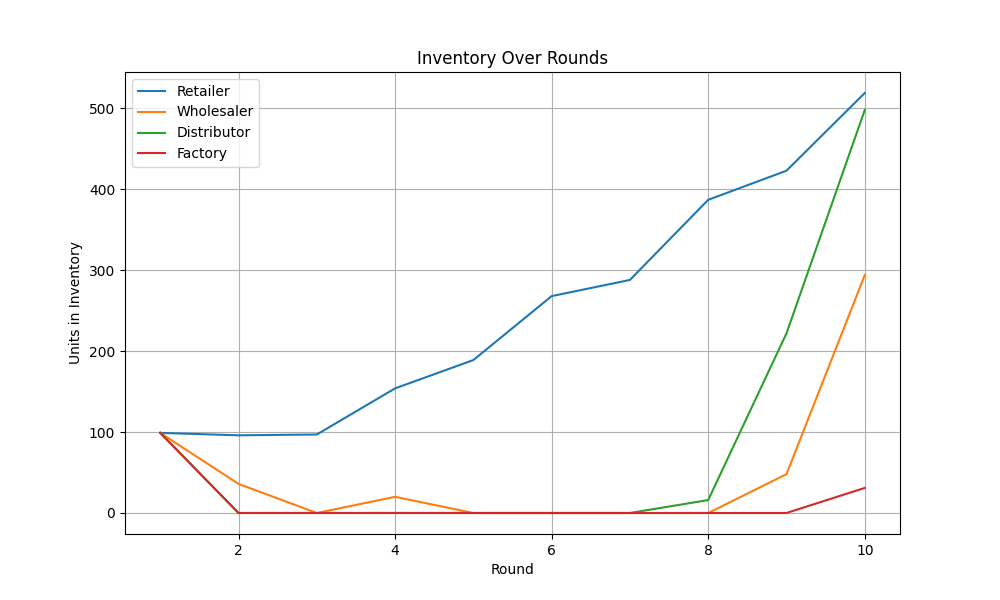 Inventory Over Rounds
Retailer
Wholesaler
Distributor
Factory
Units in Inventory
500
400
300
200
100
0
2
4
6
8
10
Round